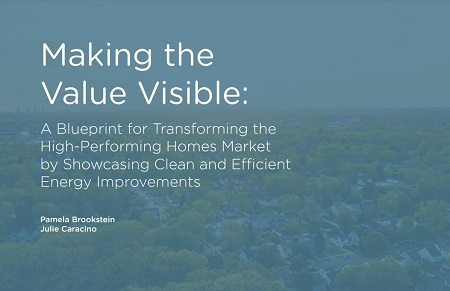 Making the
Value Visible:
A Blueprint for Transforming the
High-Performing Homes Market
by Showcasing Clean and Efficient
Energy Improvements
Pamela Brookstein
Julie Caracino